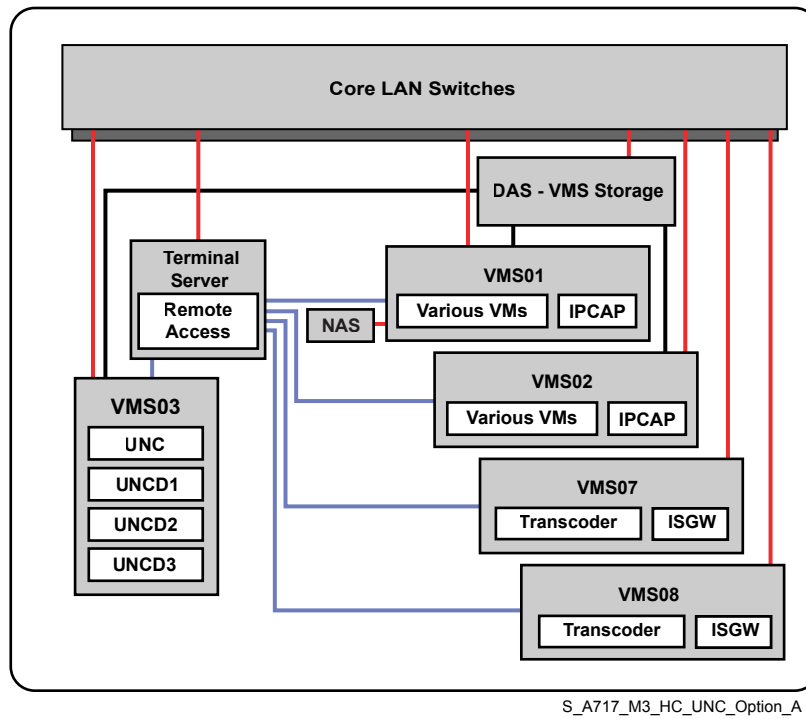 Core LAN Switches
DAS - VMS Storage
Terminal
Server
Remote
Access
VMS01
Various VMs
IPCAP
NAS
VMS02
Various VMs
IPCAP
VMS03
UNC
UNCD1
UNCD2
UNCD3
VMS07
Transcoder
ISGW
VMS08
Transcoder
ISGW
S_A717_M3_HC_UNC_Option_A